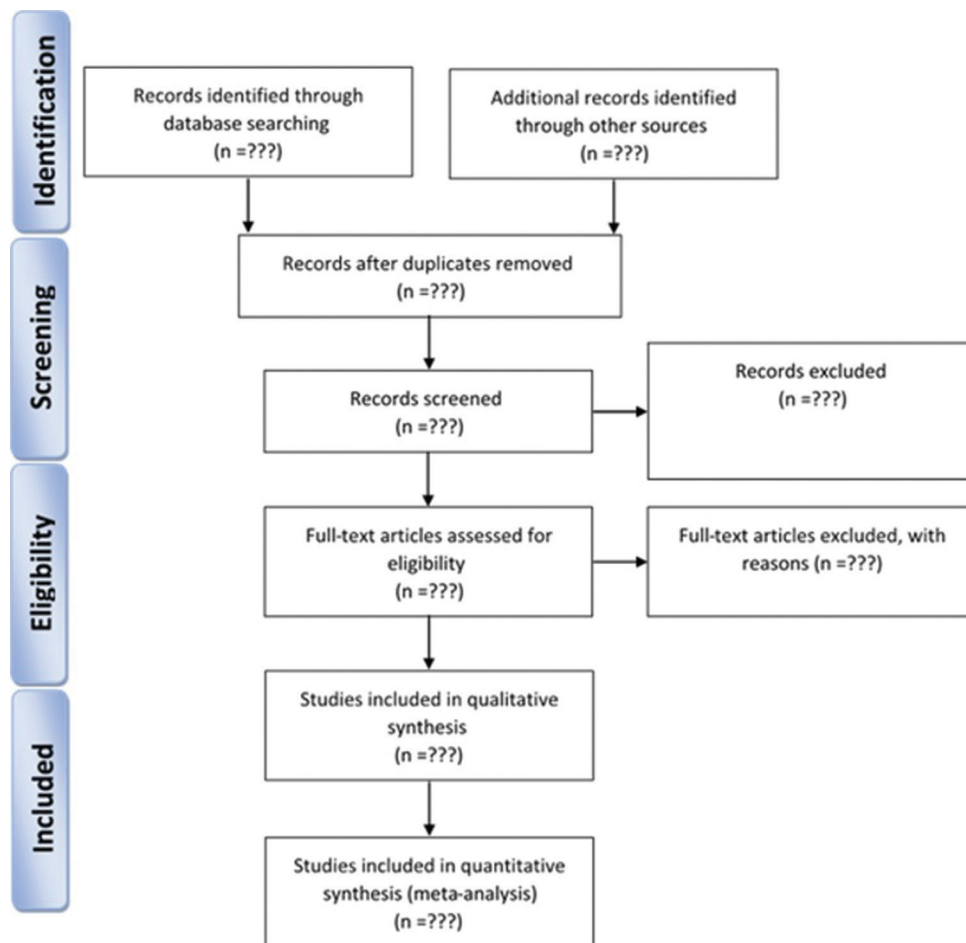 Identification
Records identified through
database searching
(n =???)
Additional records identified
through other sources
(n =???)
Screening
Records after duplicates removed
(n =???)
Records screened
(n =???)
Records excluded
(n =???)
Eligibility
Full-text articles assessed for
eligibility
(n =???)
Full-text articles excluded, with
reasons (n =???)
Included
Studies included in qualitative
synthesis
(n =???)
Studies included in quantitative
synthesis (meta-analysis)
(n =???)